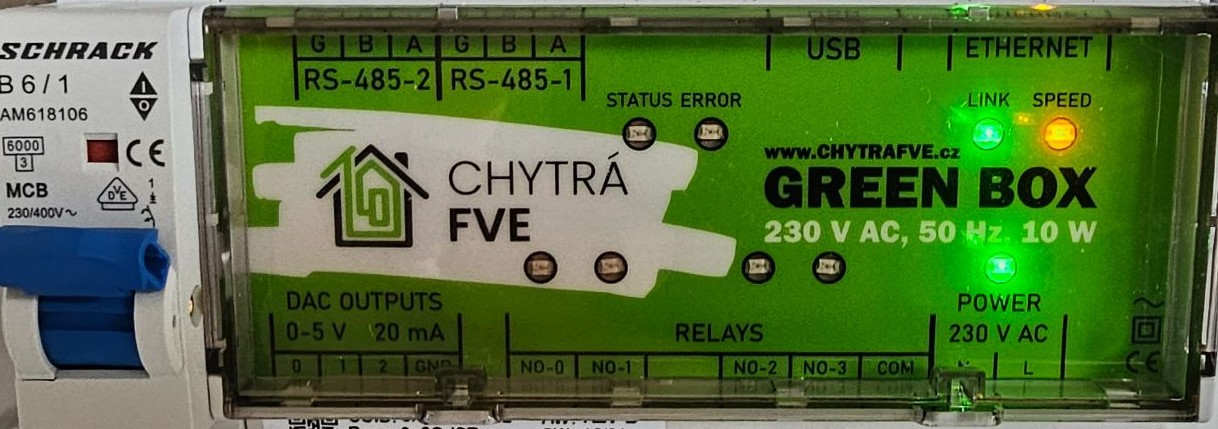 SCHRACK
B 6 / 1
AM618106
6000
3
CE
MCB
DVE
230/400V~
I
O
G B A G B A
RS-485-2 RS-485-1
USB
ETHERNET
STATUS ERROR
LINK SPEED
CHYTRÁ
FVE
www.CHYTRAFVE.cz
GREEN BOX
230 V AC, 50 Hz, 10 W
DAC OUTPUTS
0-5 V 20 mA
0 1 2 GND
RELAYS
NO-0 NO-1 NO-2 NO-3 COM
POWER
230 V AC
N L
CE